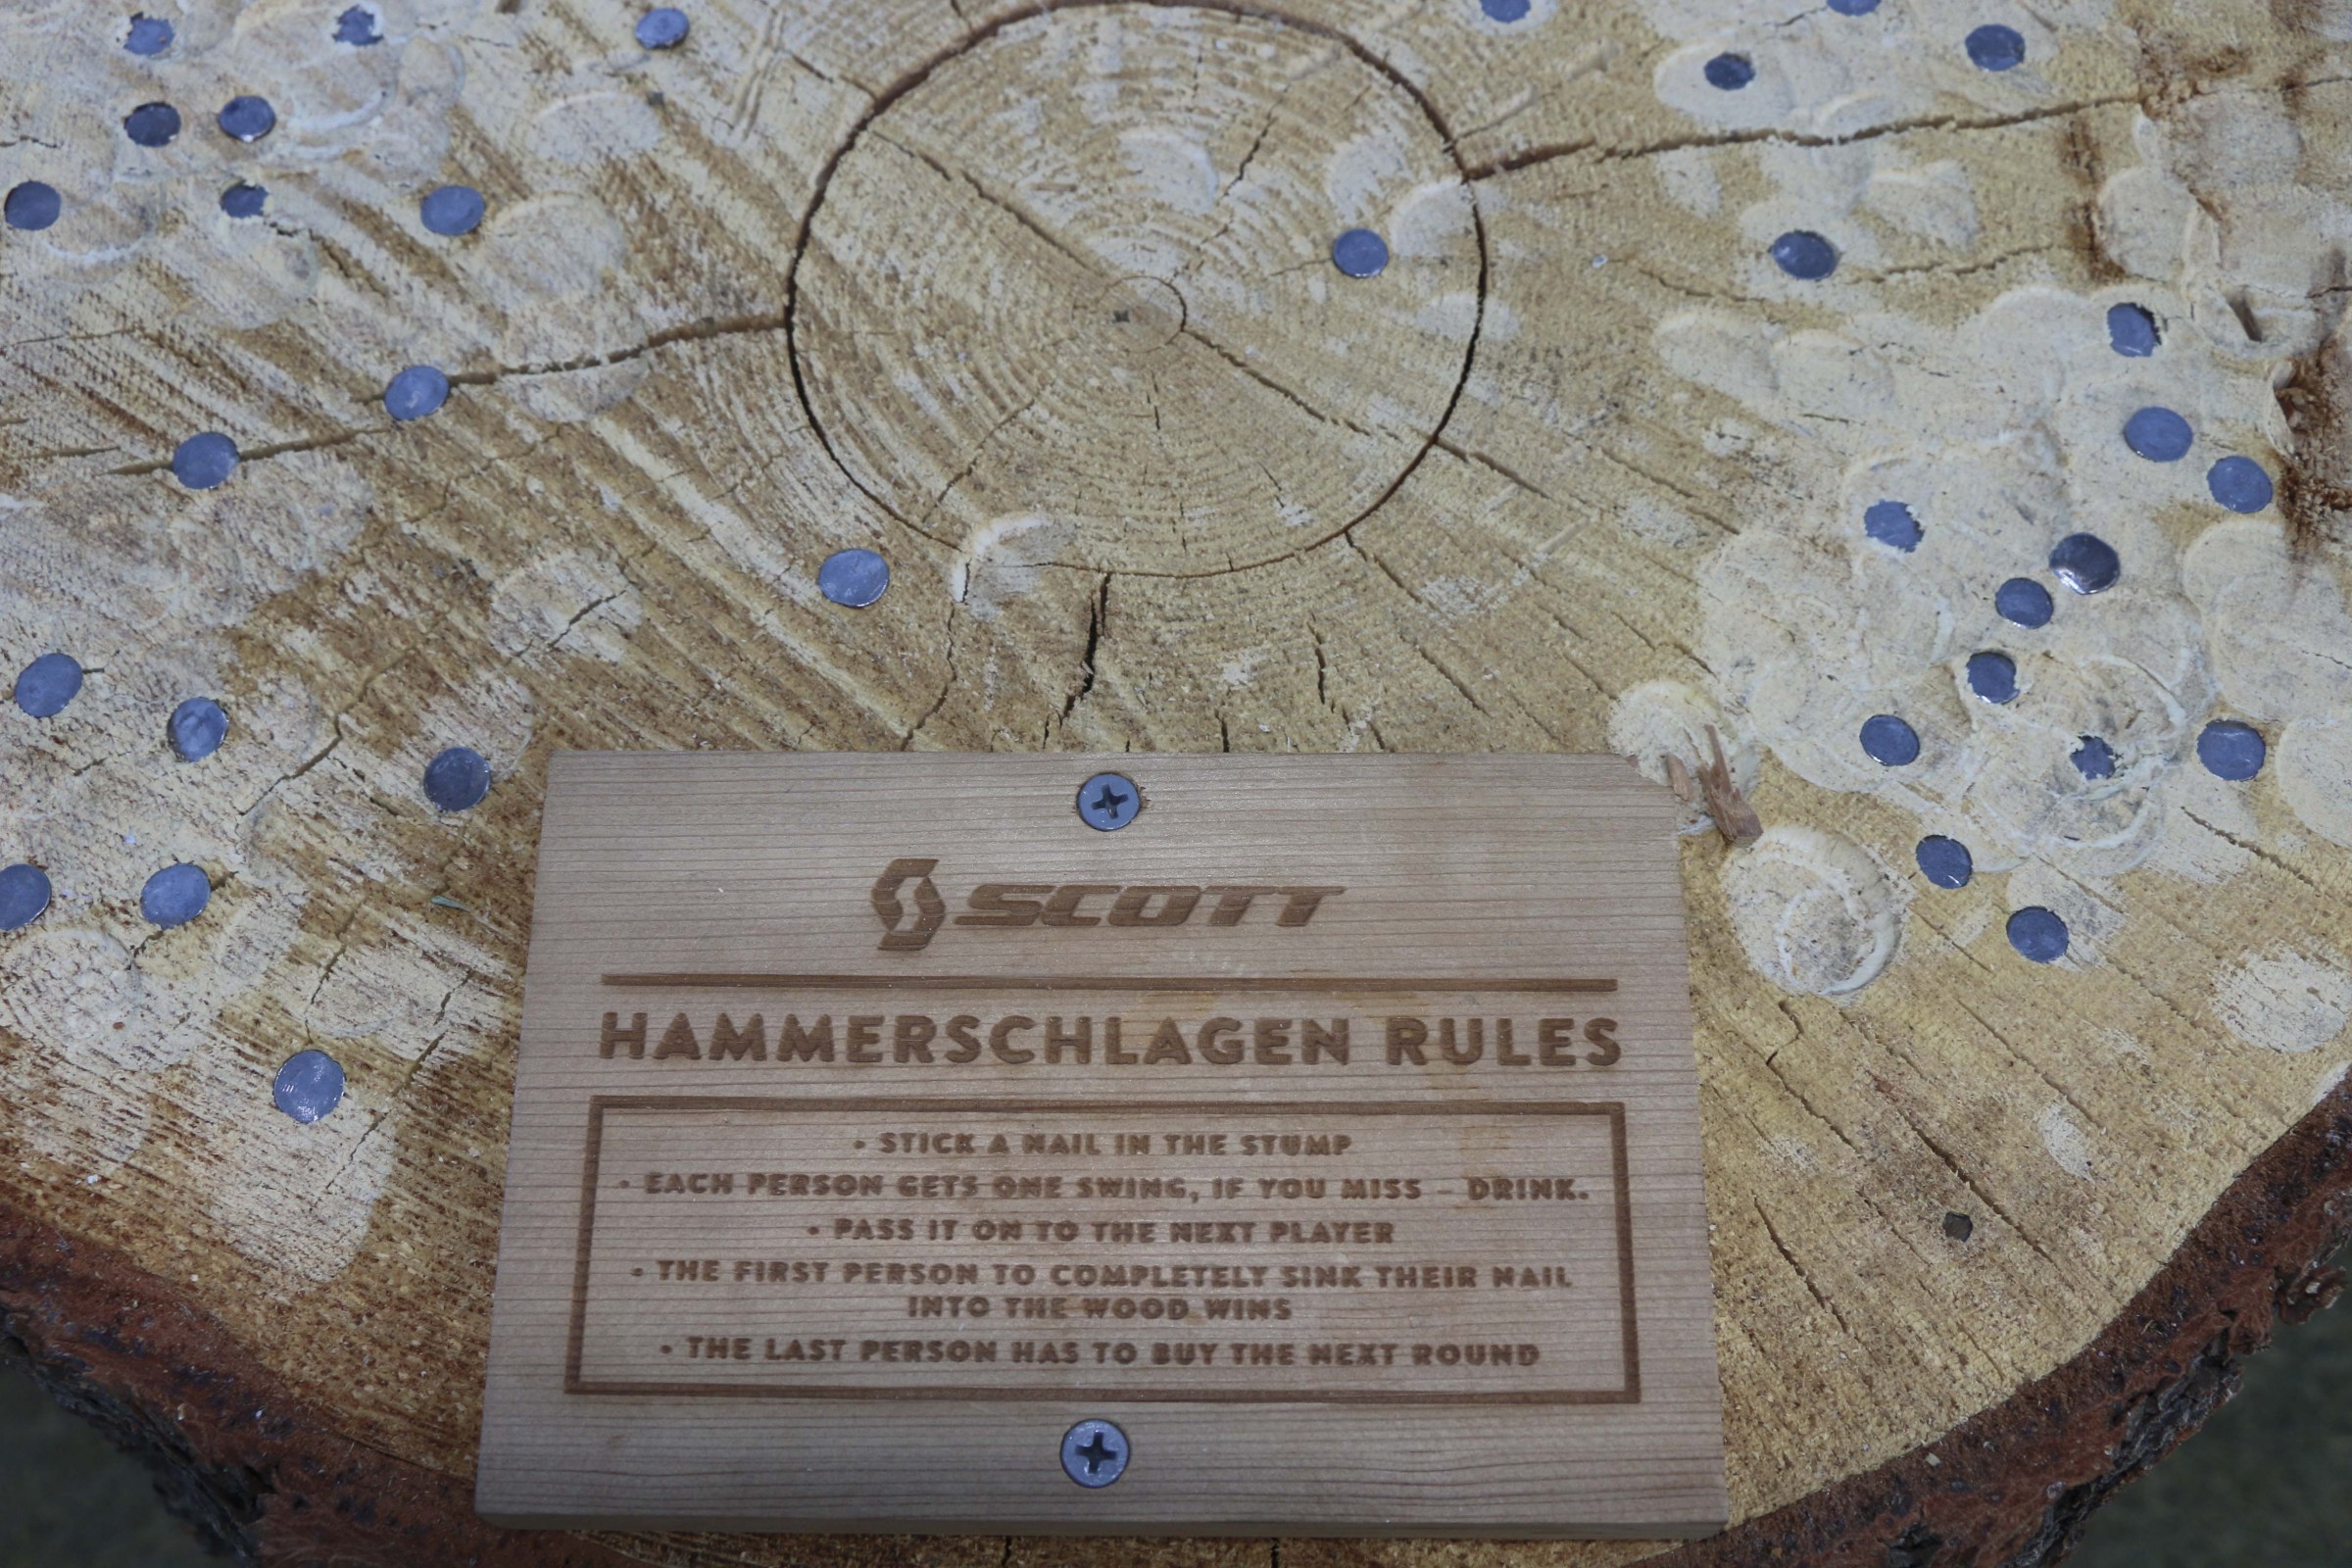 SCOTT
HAMMERSCHLAGEN RULES
• STICK A NAIL IN THE STUMP
• EACH PERSON GETS ONE SWING, IF YOU MISS – DRINK.
• PASS IT ON TO THE NEXT PLAYER
• THE FIRST PERSON TO COMPLETELY SINK THEIR NAIL
INTO THE WOOD WINS
• THE LAST PERSON HAS TO BUY THE NEXT ROUND